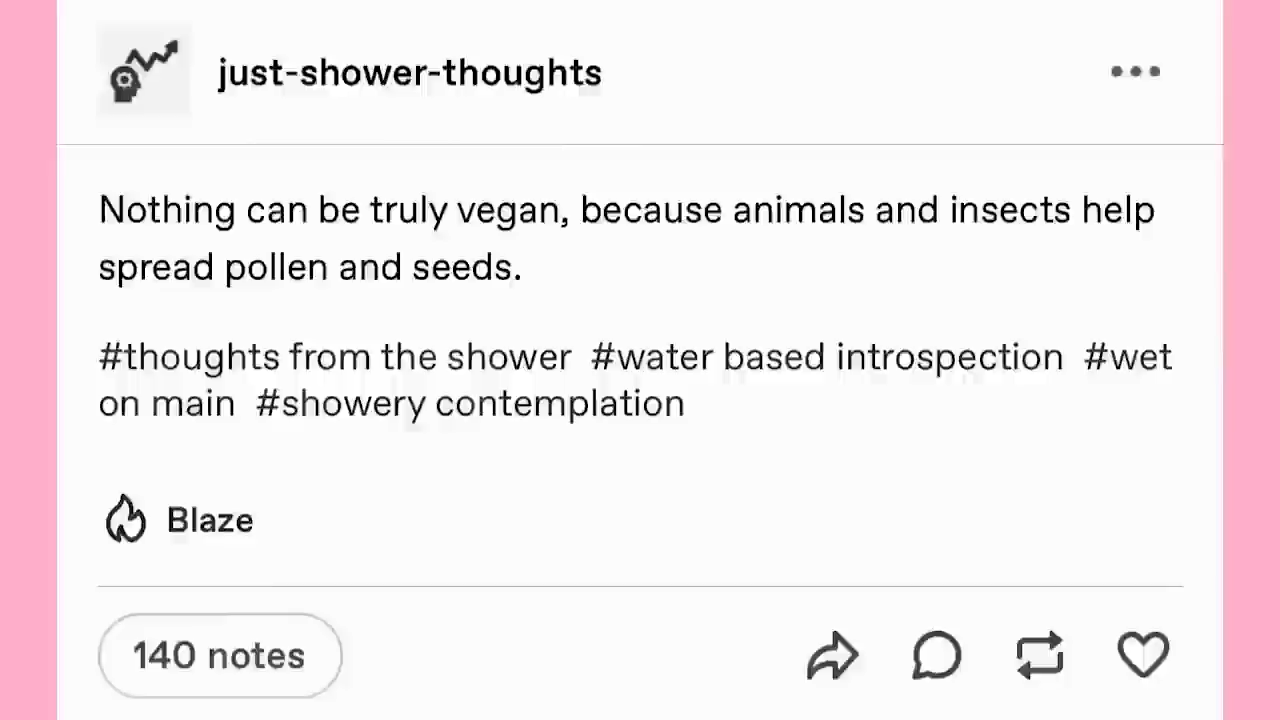 just-shower-thoughts
Nothing can be truly vegan, because animals and insects help
spread pollen and seeds.
#thoughts from the shower #water based introspection #wet
on main #showery contemplation
Blaze
140 notes